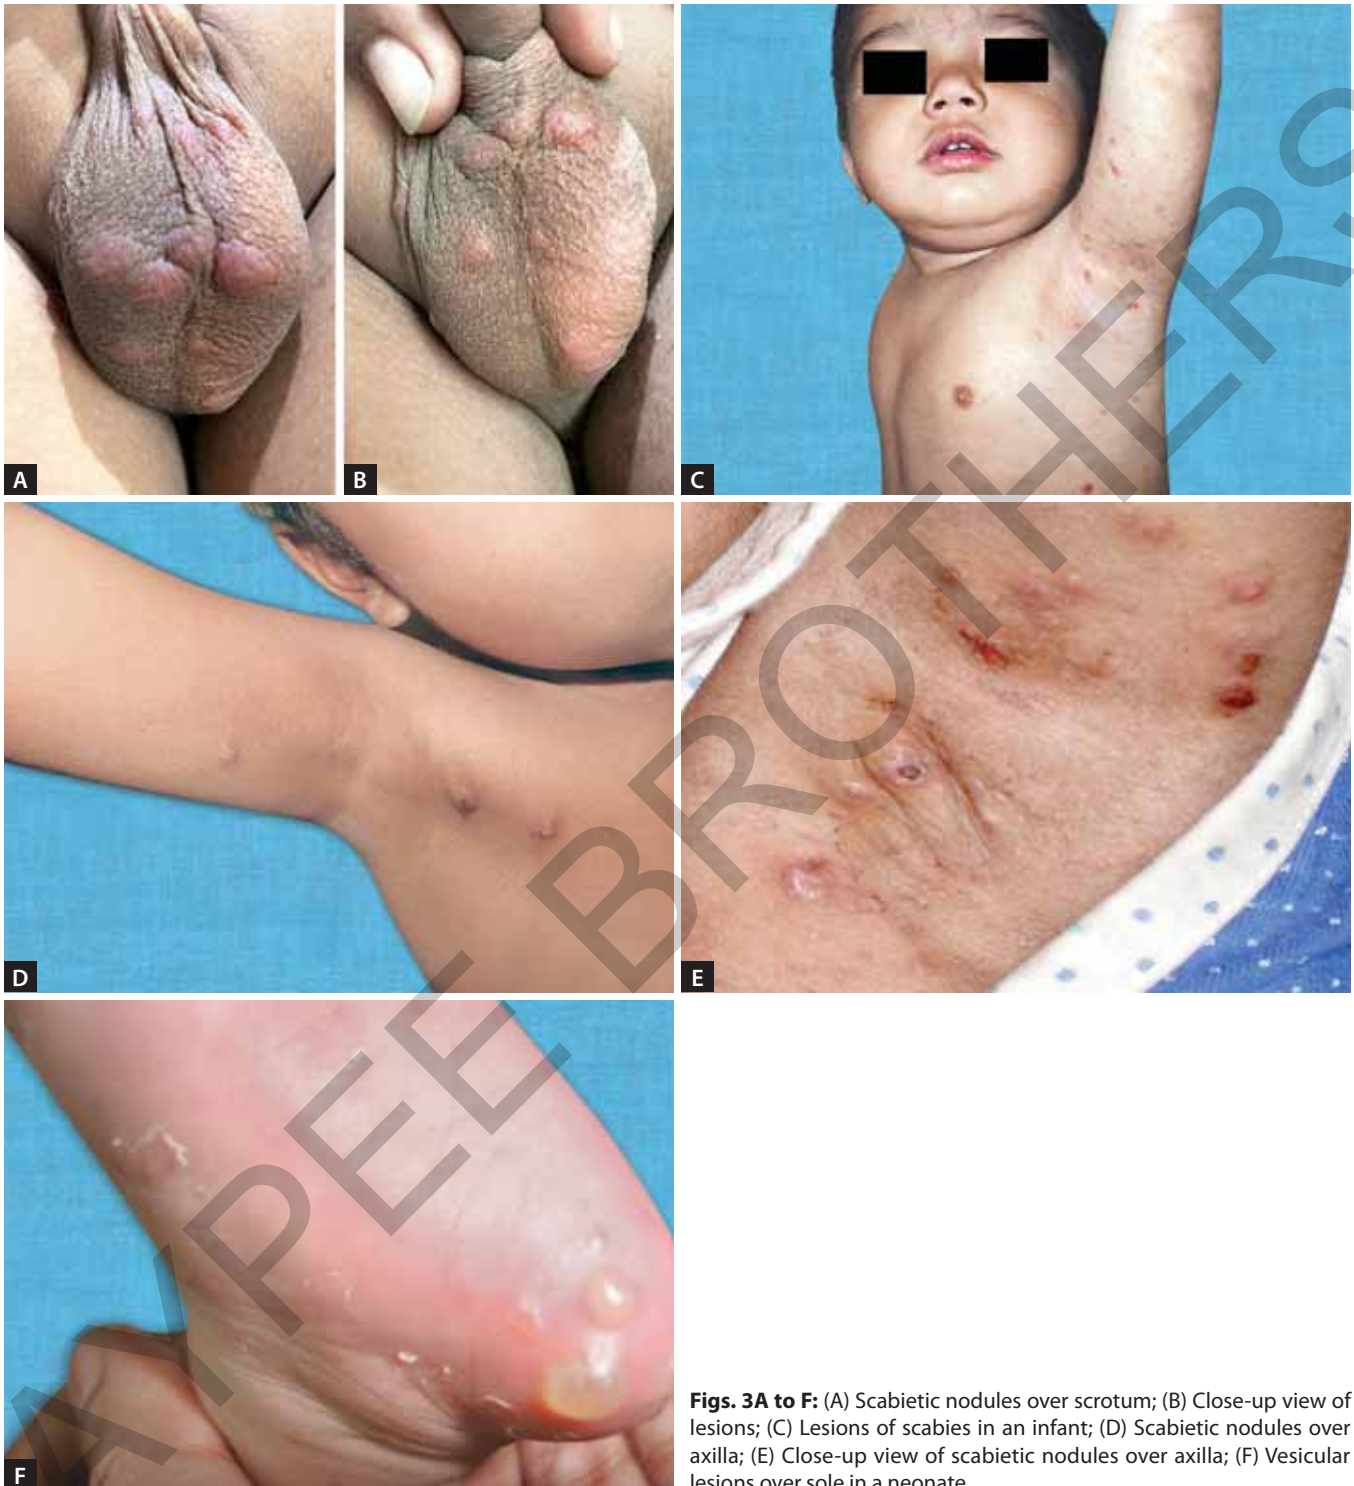 A
B
C
D
E
F
JAYPEE BROTHERS
Figs. 3A to F: (A) Scabietic nodules over scrotum; (B) Close-up view of
lesions; (C) Lesions of scabies in an infant; (D) Scabietic nodules over
axilla; (E) Close-up view of scabietic nodules over axilla; (F) Vesicular
lesions over sole in a neonate